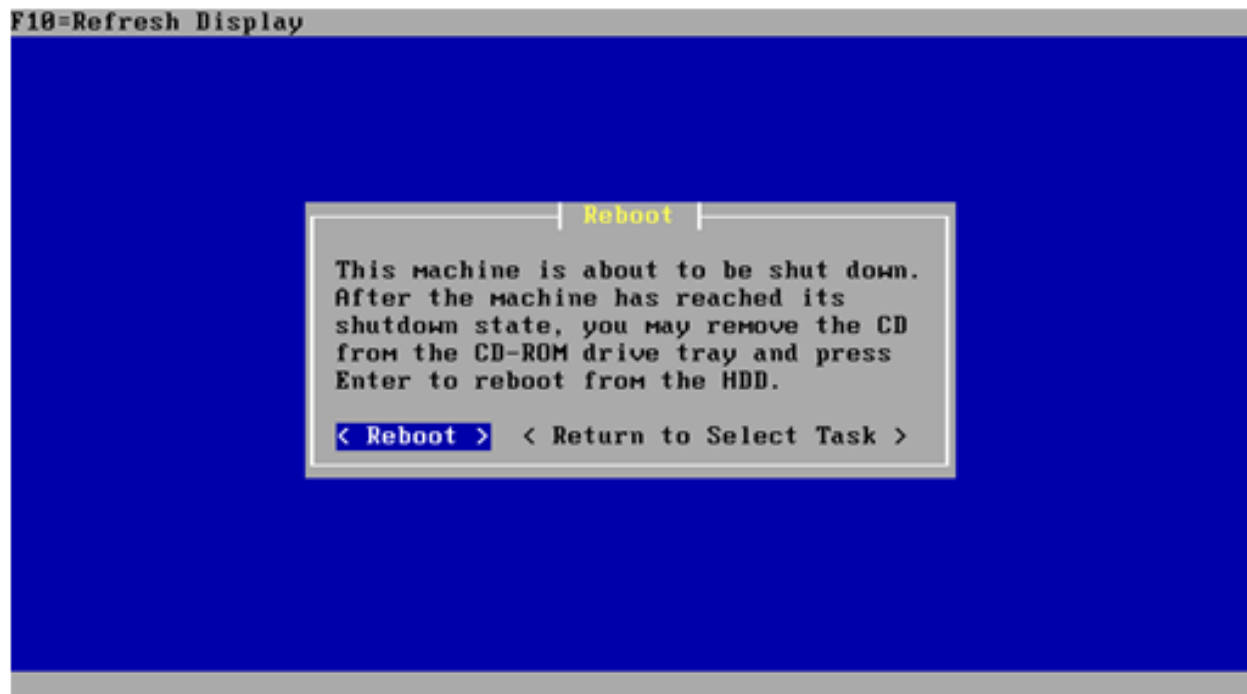 F10=Refresh Display
Reboot
This machine is about to be shut down.
After the machine has reached its
shutdown state, you may remove the CD
from the CD-ROM drive tray and press
Enter to reboot from the HDD.
< Reboot > < Return to Select Task >